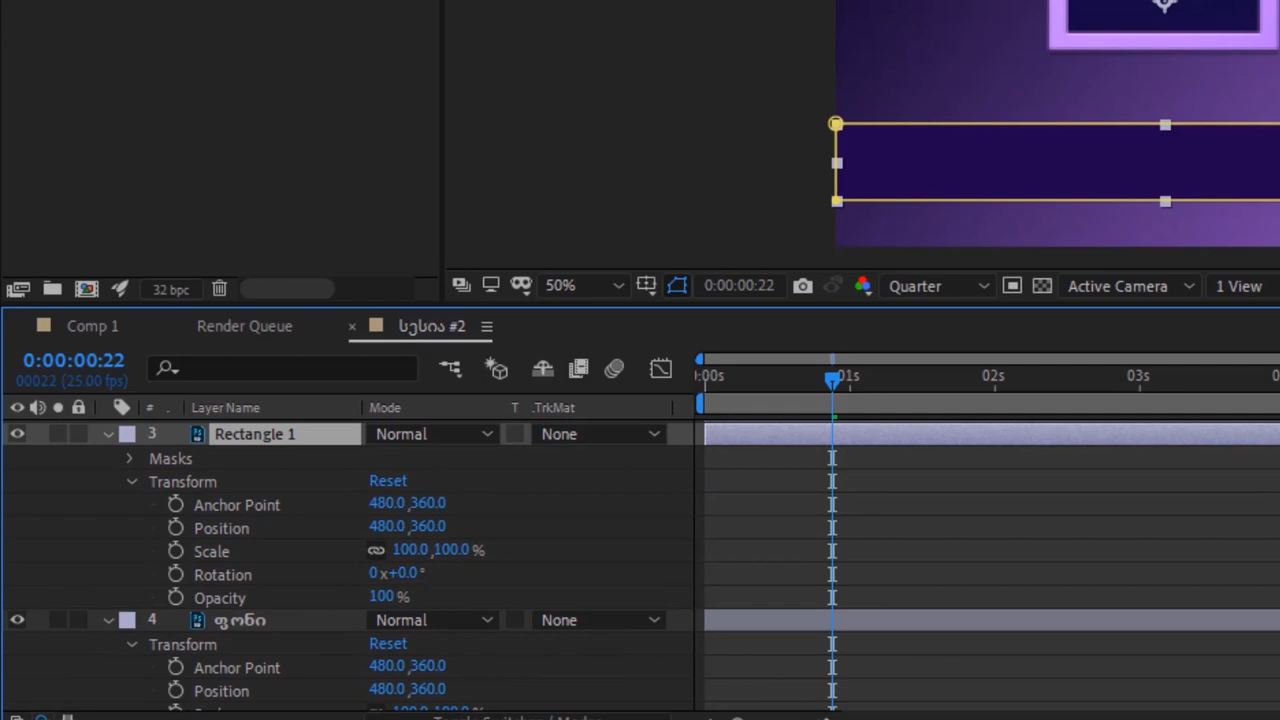 32 bpc
50%
0:00:00:22
Quarter
Active Camera
1 View
Comp 1
Render Queue
სესია #2
0:00:00:22
00022 (25.00 fps)
:00s
01s
02s
03s
#
Layer Name
Mode
T
.TrkMat
3
Rectangle 1
Normal
None
Masks
Transform
Reset
Anchor Point
480.0,360.0
Position
480.0,360.0
Scale
100.0,100.0 %
Rotation
0 x+0.0 °
Opacity
100 %
4
ფონი
Normal
None
Transform
Reset
Anchor Point
480.0,360.0
Position
480.0,360.0